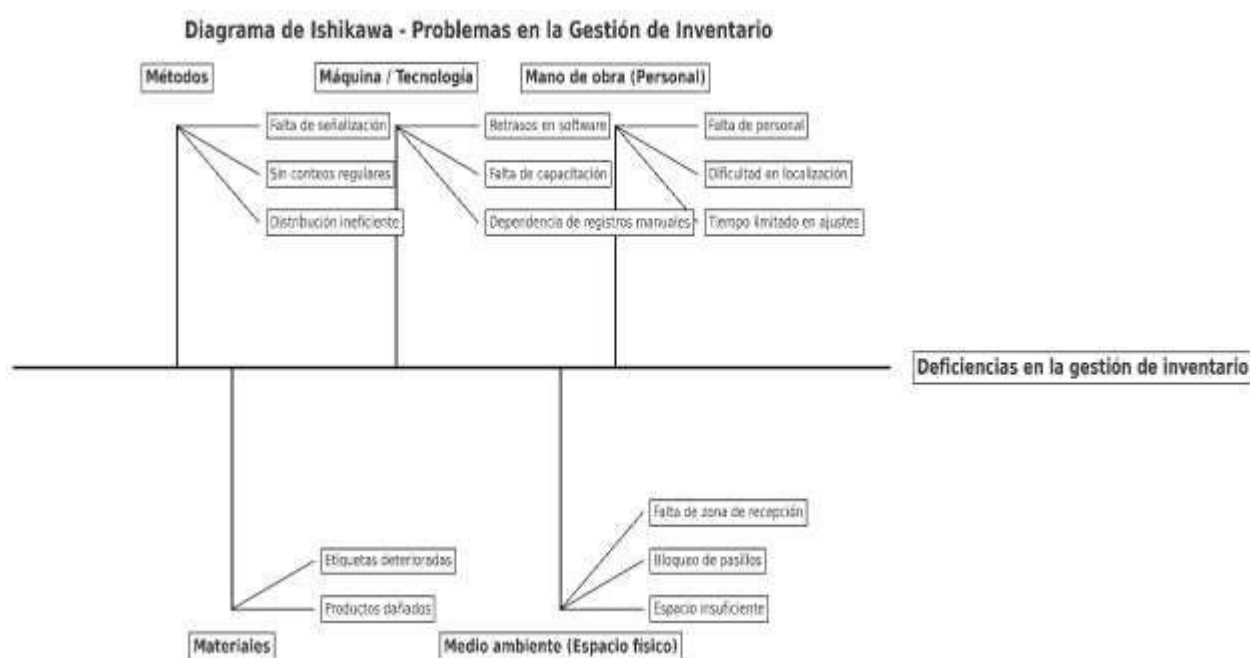 Diagrama de Ishikawa - Problemas en la Gestión de Inventario
Métodos
Máquina / Tecnología
Mano de obra (Personal)
Falta de señalización
Retrasos en software
Falta de personal
Sin conteos regulares
Falta de capacitación
Dificultad en localización
Distribución ineficiente
Dependencia de registros manuales
Tiempo limitado en ajustes
Deficiencias en la gestión de inventario
Falta de zona de recepción
Etiquetas deterioradas
Bloqueo de pasillos
Productos dañados
Espacio insuficiente
Materiales
Medio ambiente (Espacio físico)